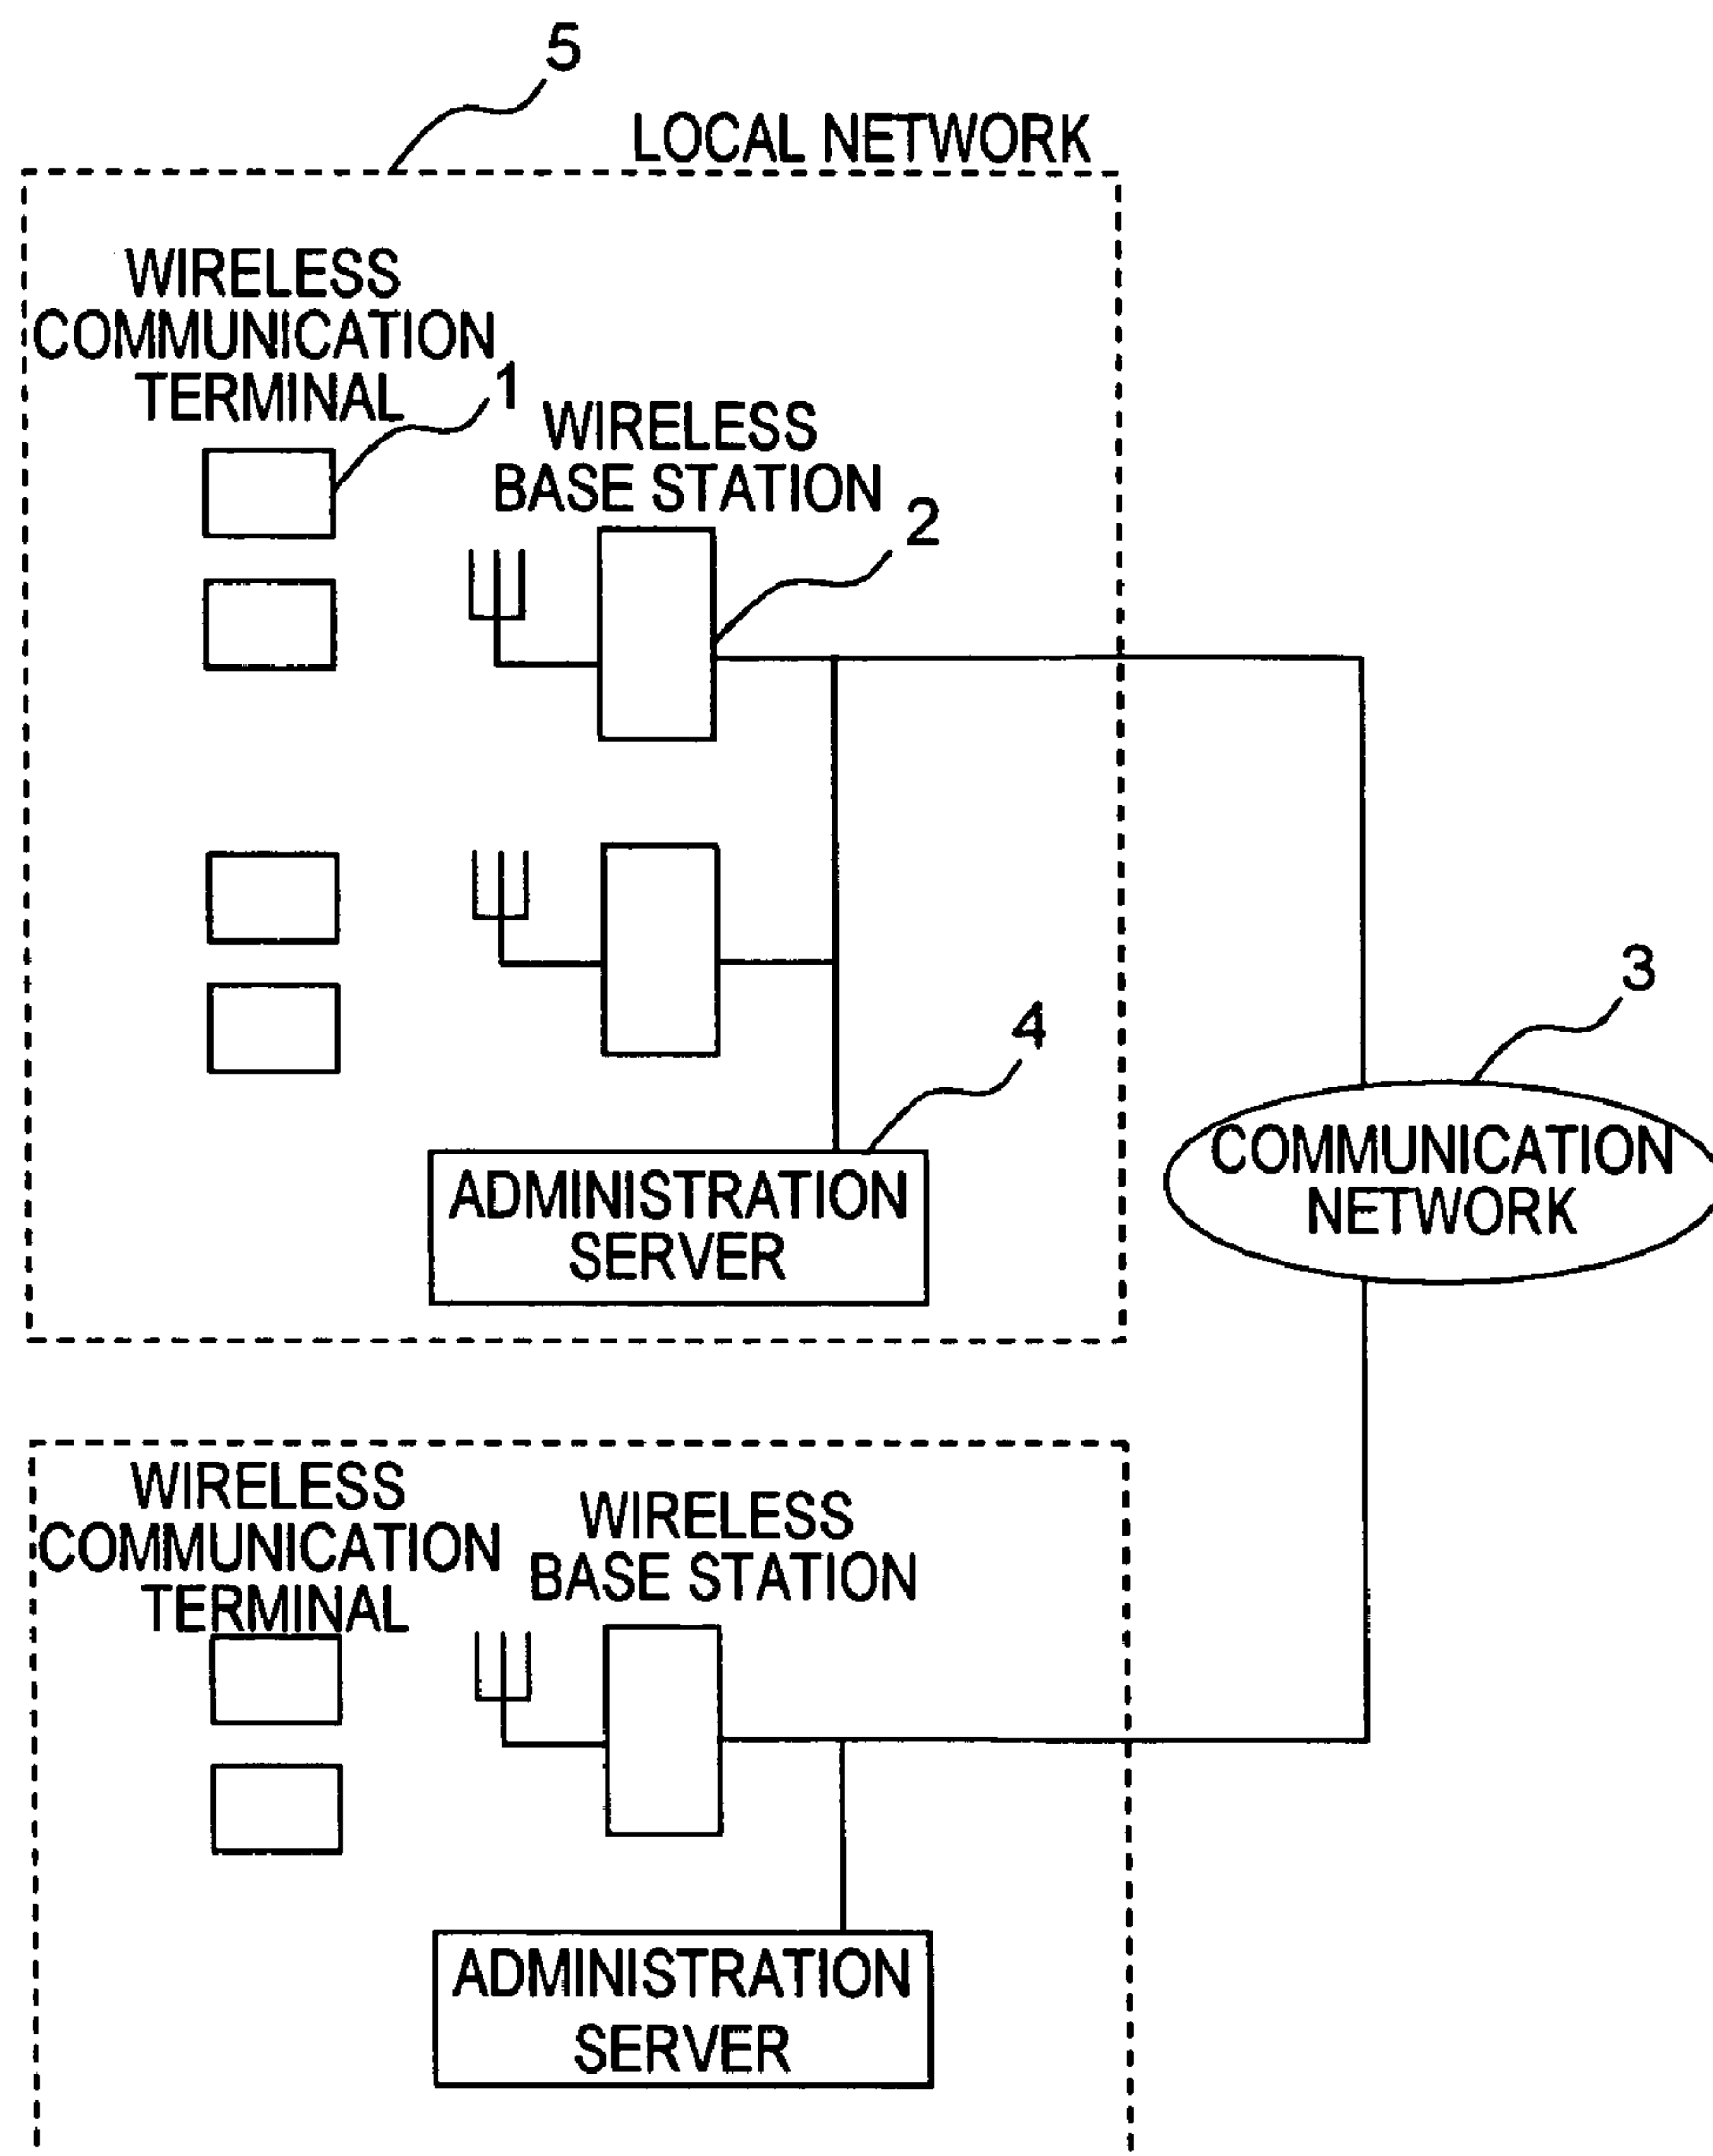 5
LOCAL NETWORK
WIRELESS
COMMUNICATION
TERMINAL
1
WIRELESS
BASE STATION
2
3
4
ADMINISTRATION
SERVER
COMMUNICATION
NETWORK
WIRELESS
COMMUNICATION
TERMINAL
WIRELESS
BASE STATION
ADMINISTRATION
SERVER